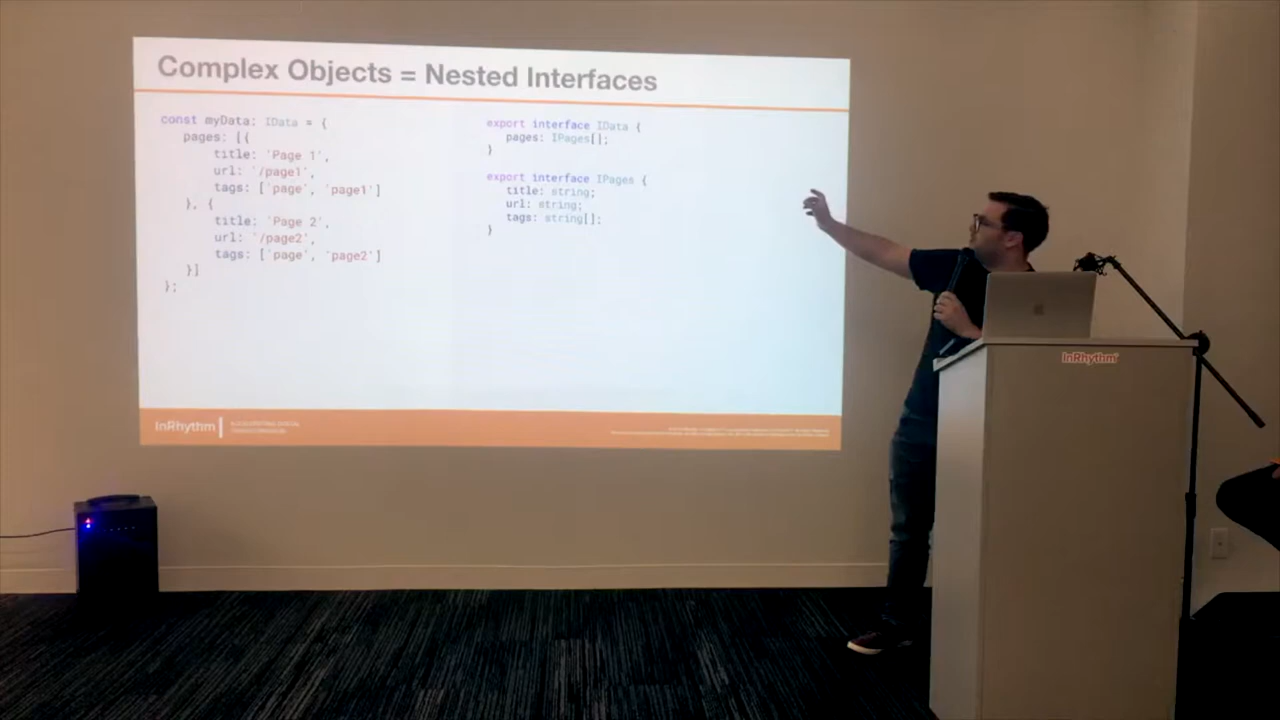 Complex Objects = Nested Interfaces
const myData: IData = {
pages: [{
title: 'Page 1',
url: '/page1',
tags: ['page', 'page1']
}, {
title: 'Page 2',
url: '/page2',
tags: ['page', 'page2']
}]
};
export interface IData {
pages: IPages[];
}
export interface IPages {
title: string;
url: string;
tags: string[];
}
InRhythm
InRhythm